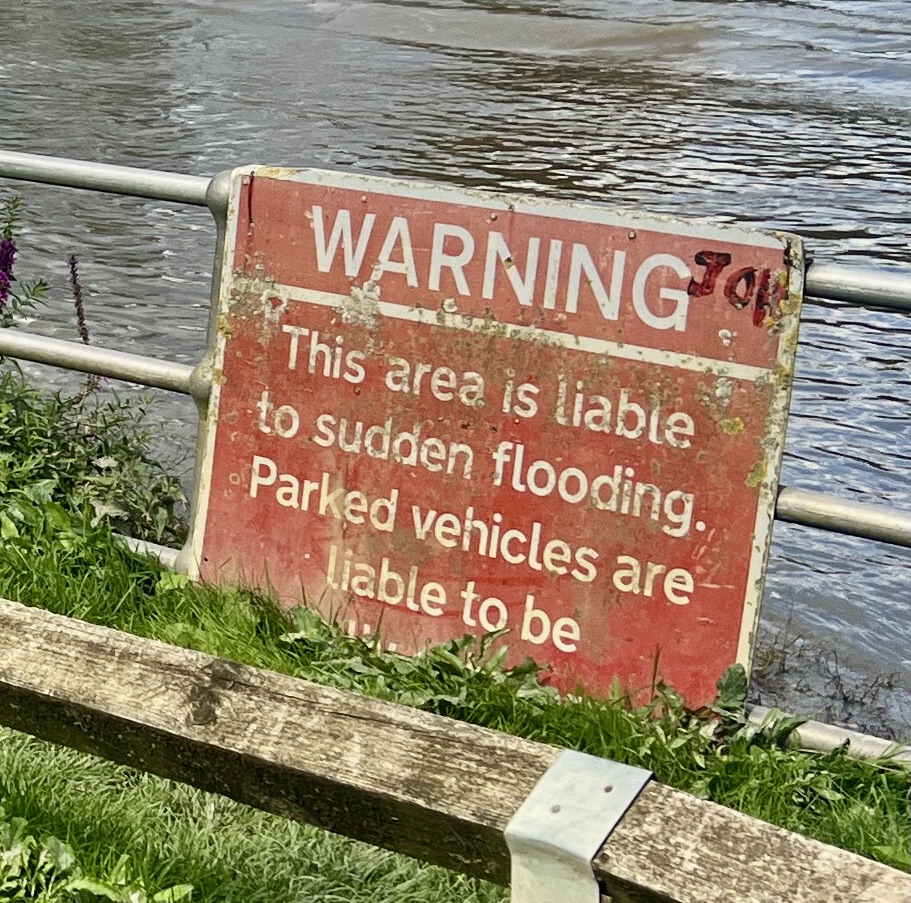 WARNING
This area is liable
to sudden flooding.
Parked vehicles are
liable to be